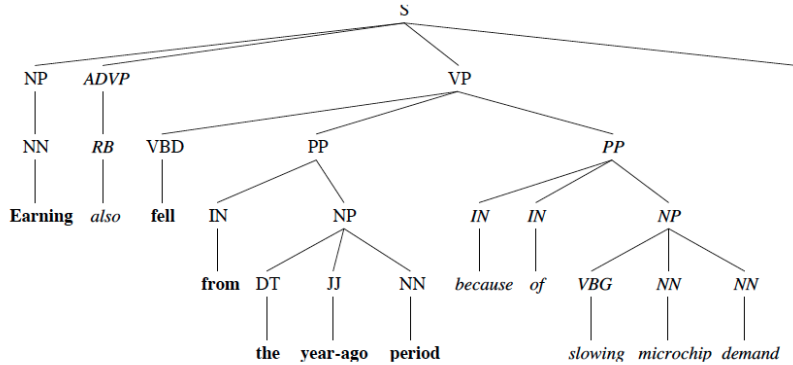 S
NP ADVP VP
NN RB VBD PP PP
Earning also fell IN NP IN IN NP
from DT JJ NN because of VBG NN NN
the year-ago period slowing microchip demand